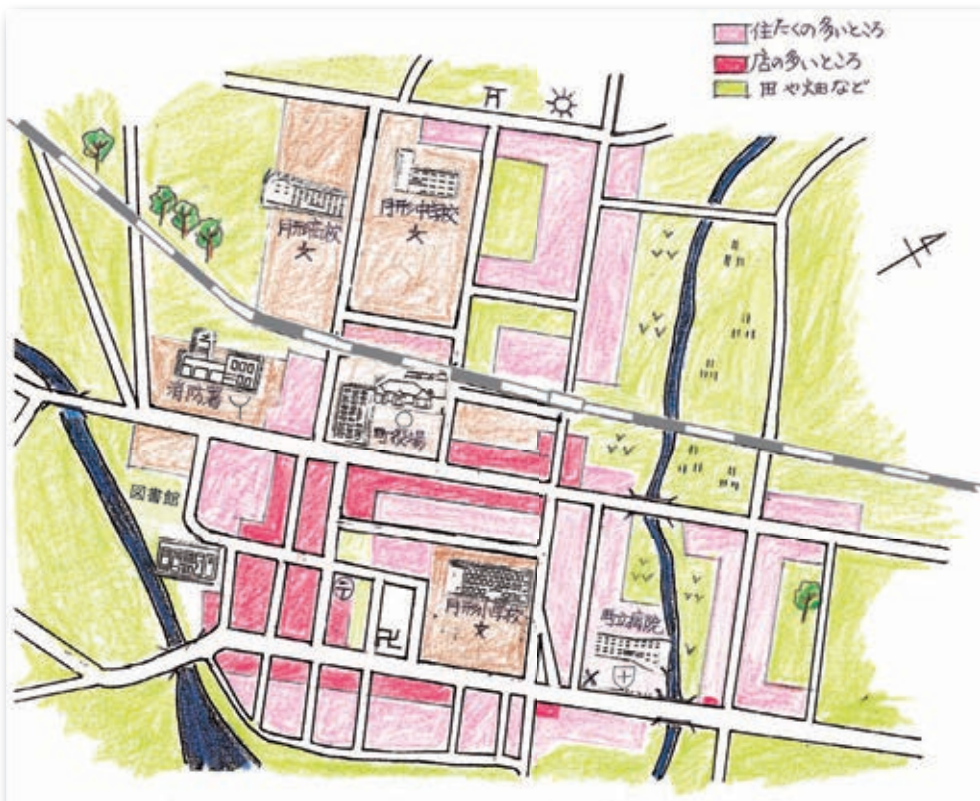 住たくの多いところ
店の多いところ
田や畑など
月形高校
月形中学校
消防署
町役場
図書館
月形小学校
町立病院